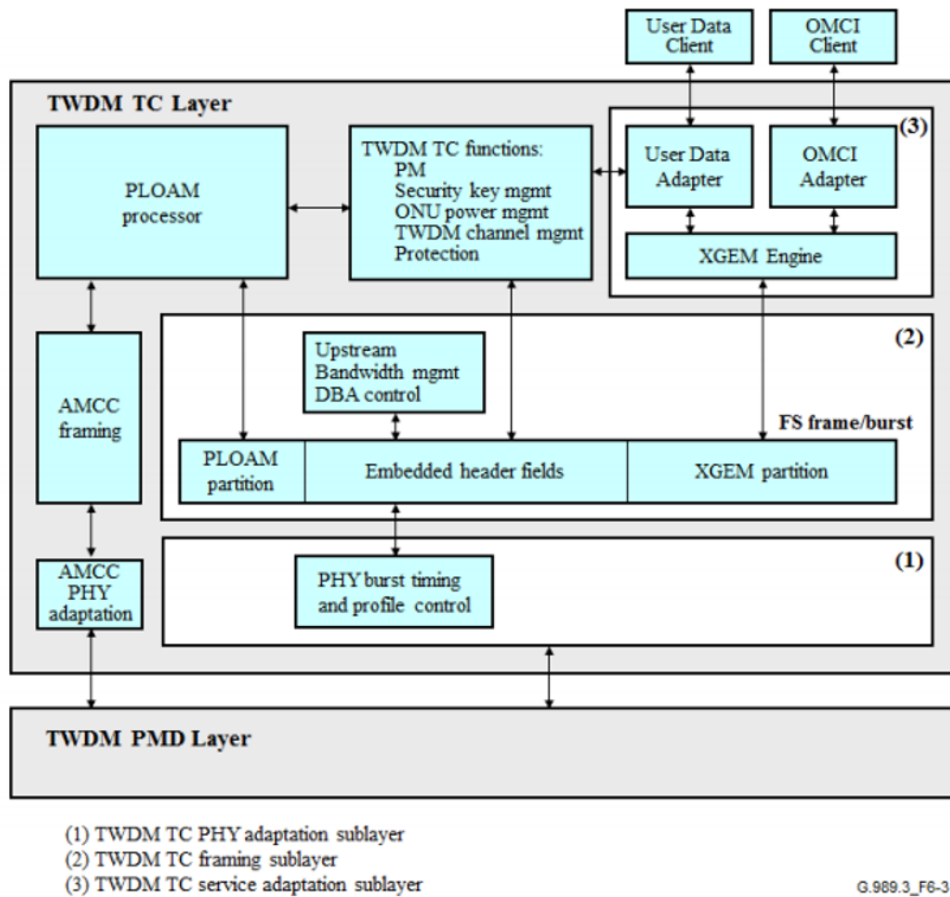 User Data
Client
OMCI
Client
TWDM TC Layer
(3)
PLOAM
processor
TWDM TC functions:
PM
Security key mgmt
ONU power mgmt
TWDM channel mgmt
Protection
User Data
Adapter
OMCI
Adapter
XGEM Engine
(2)
Upstream
Bandwidth mgmt
DBA control
AMCC
framing
FS frame/burst
PLOAM
partition
Embedded header fields
XGEM partition
(1)
AMCC
PHY
adaptation
PHY burst timing
and profile control
TWDM PMD Layer
(1) TWDM TC PHY adaptation sublayer
(2) TWDM TC framing sublayer
(3) TWDM TC service adaptation sublayer
G.989.3_F6-3